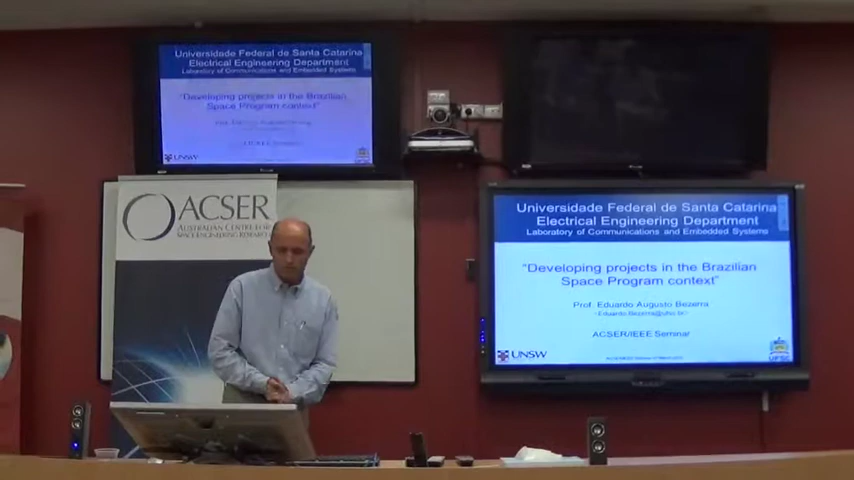 Universidade Federal de Santa Catarina
Electrical Engineering Department
Laboratory of Communications and Embedded Systems
"Developing projects in the Brazilian
Space Program context"
UNSW
ACSER
AUSTRALIAN CENTRE FOR
SPACE ENGINEERING RESEARCH
Universidade Federal de Santa Catarina
Electrical Engineering Department
Laboratory of Communications and Embedded Systems
"Developing projects in the Brazilian
Space Program context"
Prof. Eduardo Augusto Bezerra
ACSER/IEEE Seminar
UNSW
UFSC